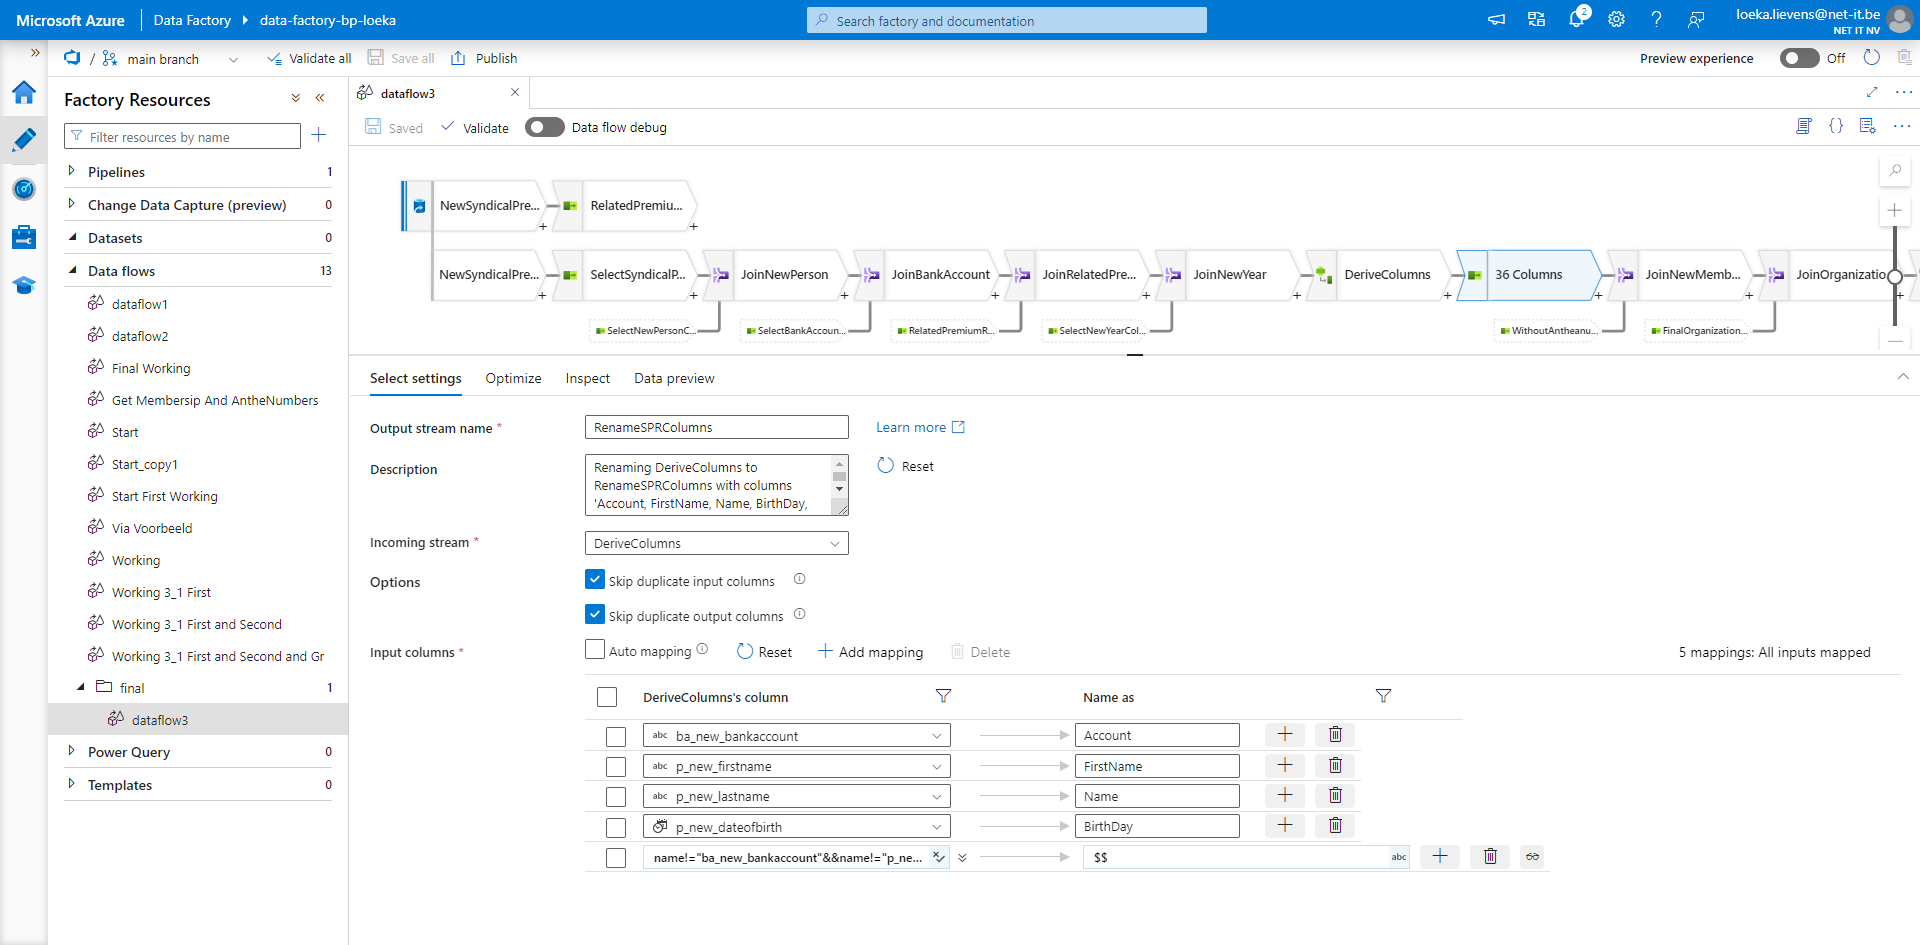 Microsoft Azure
Data Factory
data-factory-bp-loeka
Search factory and documentation
2
loeka.lievens@net-it.be
NET IT NV
/
main branch
Validate all
Save all
Publish
Preview experience
Off
Factory Resources
Filter resources by name
Pipelines 1
Change Data Capture (preview) 0
Datasets 0
Data flows 13
dataflow1
dataflow2
Final Working
Get Membersip And AntheNumbers
Start
Start_copy1
Start First Working
Via Voorbeeld
Working
Working 3_1 First
Working 3_1 First and Second
Working 3_1 First and Second and Gr
final 1
dataflow3
Power Query 0
Templates 0
dataflow3
Saved
Validate
Data flow debug
NewSyndicalPre...
RelatedPremiu...
NewSyndicalPre...
SelectSyndicalP...
JoinNewPerson
JoinBankAccount
JoinRelatedPre...
JoinNewYear
DeriveColumns
36 Columns
JoinNewMemb...
JoinOrganizatio
SelectNewPersonC...
SelectBankAccoun...
RelatedPremiumR...
SelectNewYearCol...
WithoutAntheanu...
FinalOrganization...
Select settings
Optimize
Inspect
Data preview
Output stream name *
RenameSPRColumns
Learn more
Description
Renaming DeriveColumns to
RenameSPRColumns with columns
'Account, FirstName, Name, BirthDay,
Reset
Incoming stream *
DeriveColumns
Options
Skip duplicate input columns
Skip duplicate output columns
Input columns *
Auto mapping
Reset
Add mapping
Delete
5 mappings: All inputs mapped
DeriveColumns's column
Name as
abc ba_new_bankaccount
Account
abc p_new_firstname
FirstName
abc p_new_lastname
Name
p_new_dateofbirth
BirthDay
name!="ba_new_bankaccount"&&name!="p_ne...
$$
abc